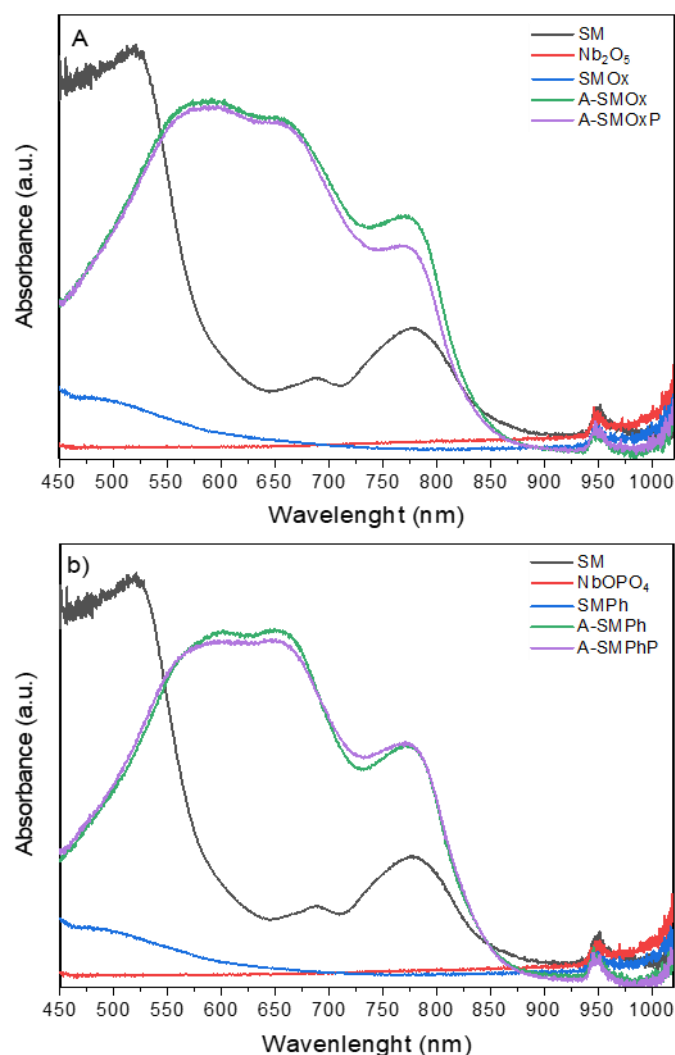 A
SM
Nb₂O₅
SMOx
A-SMOx
A-SMOxP
Absorbance (a.u.)
450 500 550 600 650 700 750 800 850 900 950 1000
Wavelenght (nm)
b)
SM
NbOPO₄
SMPh
A-SMPh
A-SMPhP
Absorbance (a.u.)
450 500 550 600 650 700 750 800 850 900 950 1000
Wavenlenght (nm)